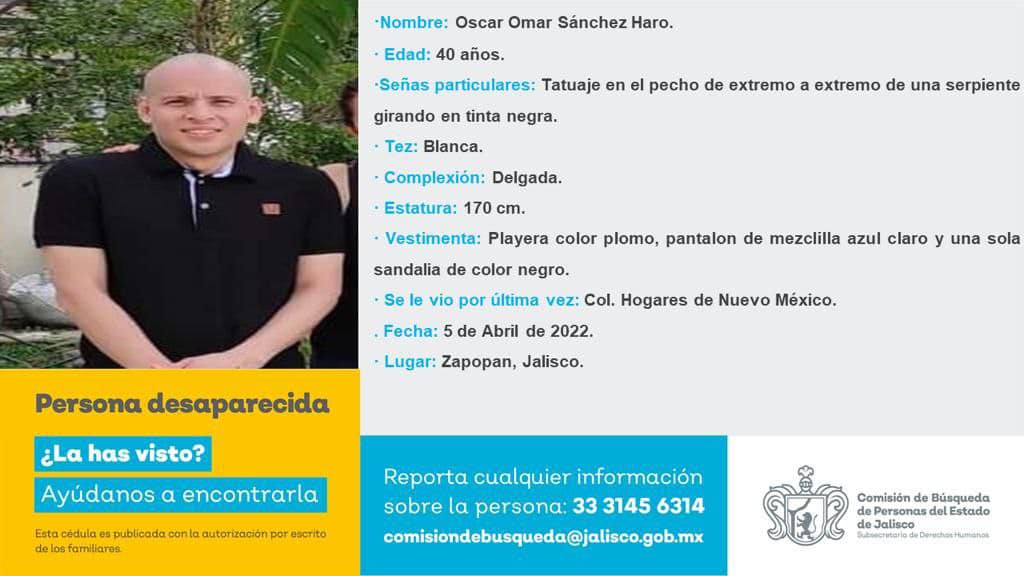 ·Nombre: Oscar Omar Sánchez Haro.
· Edad: 40 años.
·Señas particulares: Tatuaje en el pecho de extremo a extremo de una serpiente
girando en tinta negra.
· Tez: Blanca.
· Complexión: Delgada.
· Estatura: 170 cm.
· Vestimenta: Playera color plomo, pantalon de mezclilla azul claro y una sola
sandalia de color negro.
· Se le vio por última vez: Col. Hogares de Nuevo México.
. Fecha: 5 de Abril de 2022.
· Lugar: Zapopan, Jalisco.
Persona desaparecida
¿La has visto?
Ayúdanos a encontrarla
Esta cédula es publicada con la autorización por escrito
de los familiares.
Reporta cualquier información
sobre la persona: 33 3145 6314
comisiondebusqueda@jalisco.gob.mx
Comisión de Búsqueda
de Personas del Estado
de Jalisco
Subsecretaría de Derechos Humanos